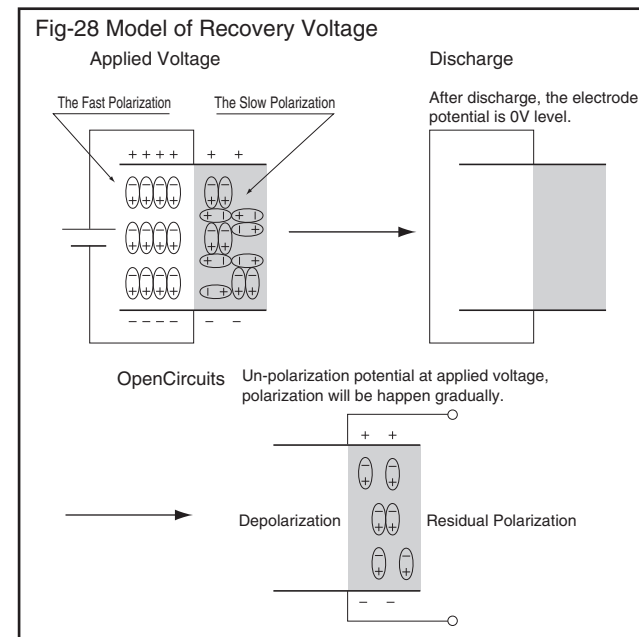 Fig-28 Model of Recovery Voltage
Applied Voltage
Discharge
The Fast Polarization
The Slow Polarization
After discharge, the electrode
potential is 0V level.
+ + + +
+ +
− − − −
− −
OpenCircuits
Un-polarization potential at applied voltage,
polarization will be happen gradually.
+ +
Depolarization
Residual Polarization
− −